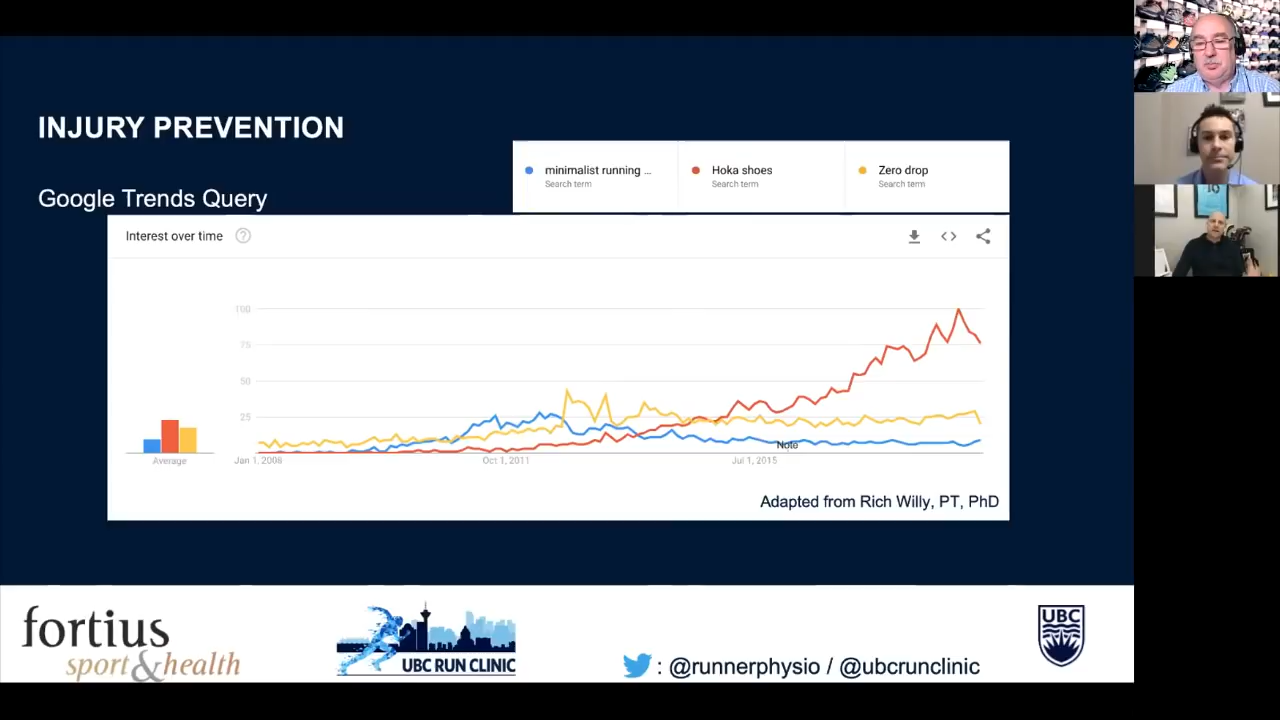 INJURY PREVENTION
Google Trends Query
minimalist running ...
Search term
Hoka shoes
Search term
Zero drop
Search term
Interest over time
?
100
75
50
25
Note
Average
Jan 1, 2008
Oct 1, 2011
Jul 1, 2015
Adapted from Rich Willy, PT, PhD
fortius
sport&health
UBC RUN CLINIC
: @runnerphysio / @ubcrunclinic
UBC